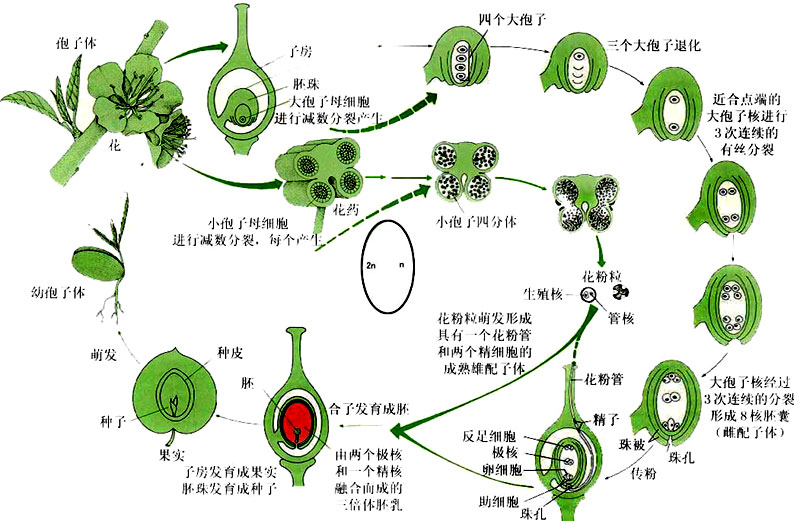 孢子体
花
子房
胚珠
大孢子母细胞
进行减数分裂产生
四个大孢子
三个大孢子退化
近合点端的
大孢子核进行
3次连续的
有丝分裂
花药
小孢子母细胞
进行减数分裂，每个产生
小孢子四分体
2n
n
花粉粒
生殖核
管核
花粉粒萌发形成
具有一个花粉管
和两个精细胞的
成熟雄配子体
大孢子核经过
3次连续的分裂
形成8核胚囊
(雌配子体)
珠被
珠孔
传粉
花粉管
精子
反足细胞
极核
卵细胞
助细胞
珠孔
合子发育成胚
胚
由两个极核
和一个精核
融合而成的
三倍体胚乳
子房发育成果实
胚珠发育成种子
种皮
种子
果实
萌发
幼孢子体